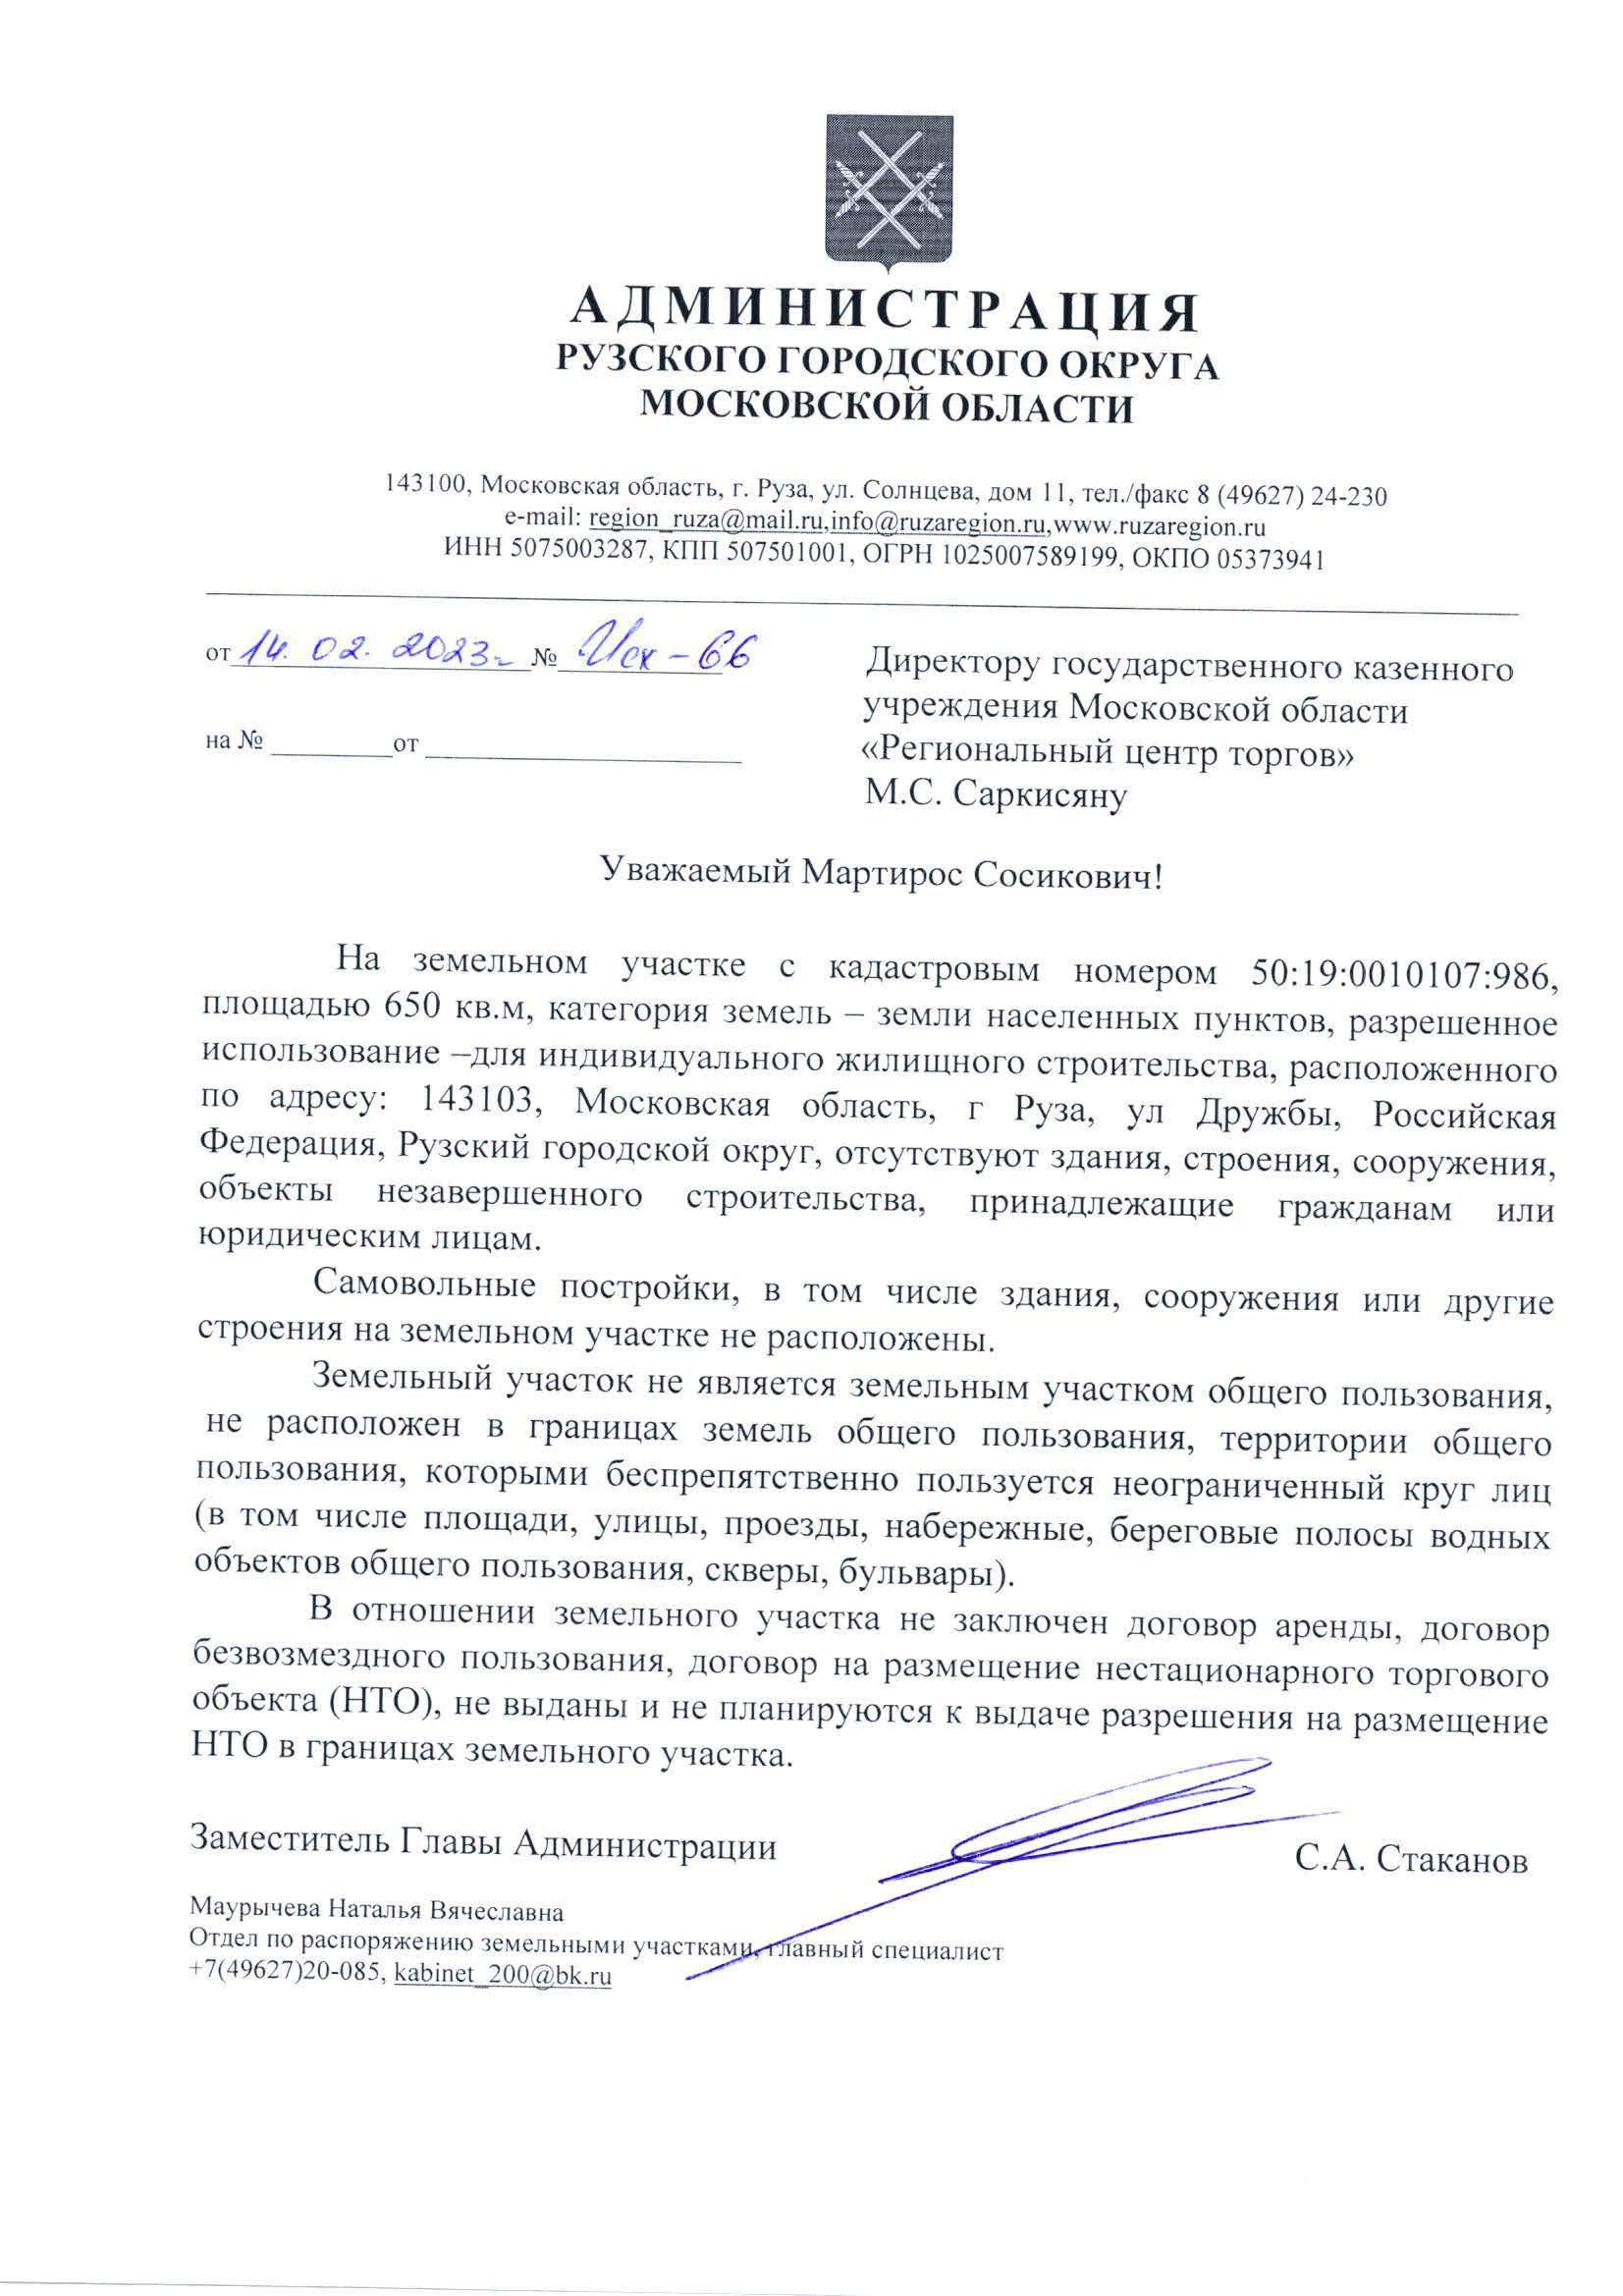 АДМИНИСТРАЦИЯ
РУЗСКОГО ГОРОДСКОГО ОКРУГА
МОСКОВСКОЙ ОБЛАСТИ
143100, Московская область, г. Руза, ул. Солнцева, дом 11, тел./факс 8 (49627) 24-230
e-mail: region_ruza@mail.ru,info@ruzaregion.ru,www.ruzaregion.ru
ИНН 5075003287, КПП 507501001, ОГРН 1025007589199, ОКПО 05373941
от 14. 02. 2023г. № Исх-66
на № __________от __________________________
Директору государственного казенного
учреждения Московской области
«Региональный центр торгов»
М.С. Саркисяну
Уважаемый Мартирос Сосикович!
На земельном участке с кадастровым номером 50:19:0010107:986,
площадью 650 кв.м, категория земель – земли населенных пунктов, разрешенное
использование –для индивидуального жилищного строительства, расположенного
по адресу: 143103, Московская область, г Руза, ул Дружбы, Российская
Федерация, Рузский городской округ, отсутствуют здания, строения, сооружения,
объекты незавершенного строительства, принадлежащие гражданам или
юридическим лицам.
Самовольные постройки, в том числе здания, сооружения или другие
строения на земельном участке не расположены.
Земельный участок не является земельным участком общего пользования,
не расположен в границах земель общего пользования, территории общего
пользования, которыми беспрепятственно пользуется неограниченный круг лиц
(в том числе площади, улицы, проезды, набережные, береговые полосы водных
объектов общего пользования, скверы, бульвары).
В отношении земельного участка не заключен договор аренды, договор
безвозмездного пользования, договор на размещение нестационарного торгового
объекта (НТО), не выданы и не планируются к выдаче разрешения на размещение
НТО в границах земельного участка.
Заместитель Главы Администрации
С.А. Стаканов
Маурычева Наталья Вячеславна
Отдел по распоряжению земельными участками, главный специалист
+7(49627)20-085, kabinet_200@bk.ru